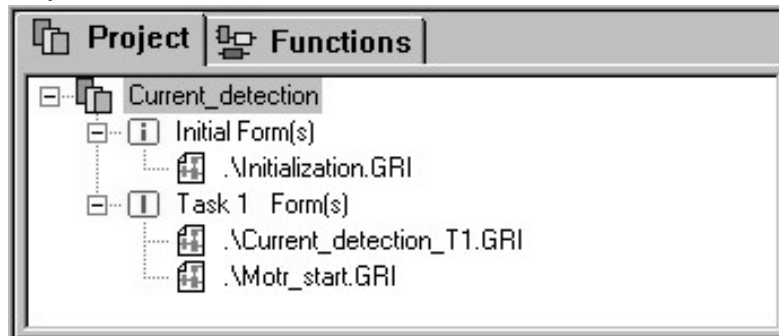 Project Functions
Current_detection
Initial Form(s)
.\Initialization.GRI
Task 1 Form(s)
.\Current_detection_T1.GRI
.\Motr_start.GRI